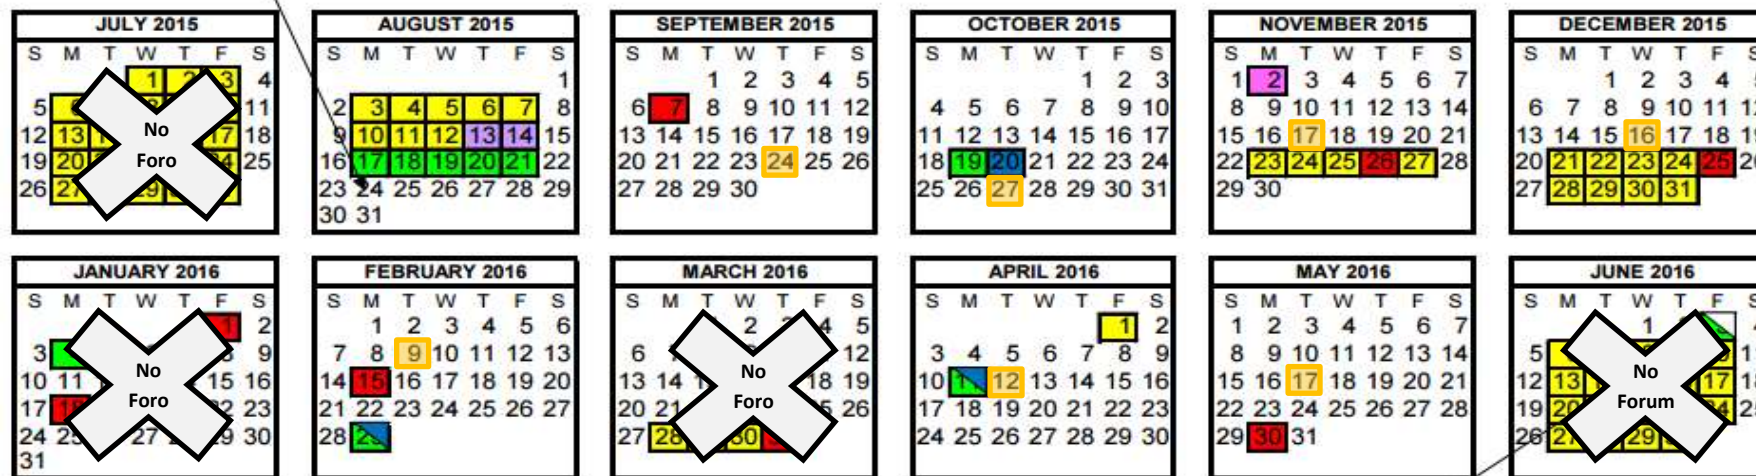 JULY 2015
S M T W T F S
1 2 3 4
5 11
12 13 17 18
19 20 24 25
26 27 29
No
Foro
AUGUST 2015
S M T W T F S
1
2 3 4 5 6 7 8
9 10 11 12 13 14 15
16 17 18 19 20 21 22
23 24 25 26 27 28 29
30 31
SEPTEMBER 2015
S M T W T F S
1 2 3 4 5
6 7 8 9 10 11 12
13 14 15 16 17 18 19
20 21 22 23 24 25 26
27 28 29 30
OCTOBER 2015
S M T W T F S
1 2 3
4 5 6 7 8 9 10
11 12 13 14 15 16 17
18 19 20 21 22 23 24
25 26 27 28 29 30 31
NOVEMBER 2015
S M T W T F S
1 2 3 4 5 6 7
8 9 10 11 12 13 14
15 16 17 18 19 20 21
22 23 24 25 26 27 28
29 30
DECEMBER 2015
S M T W T F S
1 2 3 4
6 7 8 9 10 11
13 14 15 16 17 18
20 21 22 23 24 25
27 28 29 30 31
JANUARY 2016
S M T W T F S
1 2
3 8 9
10 11 15 16
17 18 22 23
24 25 27 29 30
31
No
Foro
FEBRUARY 2016
S M T W T F S
1 2 3 4 5 6
7 8 9 10 11 12 13
14 15 16 17 18 19 20
21 22 23 24 25 26 27
28 29
MARCH 2016
S M T W T F S
2 4 5
6 12
13 14 18 19
20 21 26
27 28 30
No
Foro
APRIL 2016
S M T W T F S
1 2
3 4 5 6 7 8 9
10 11 12 13 14 15 16
17 18 19 20 21 22 23
24 25 26 27 28 29 30
MAY 2016
S M T W T F S
1 2 3 4 5 6 7
8 9 10 11 12 13 14
15 16 17 18 19 20 21
22 23 24 25 26 27 28
29 30 31
JUNE 2016
S M T W T F S
1
5
12 13 17
19 20 24
26 27 29
No
Forum